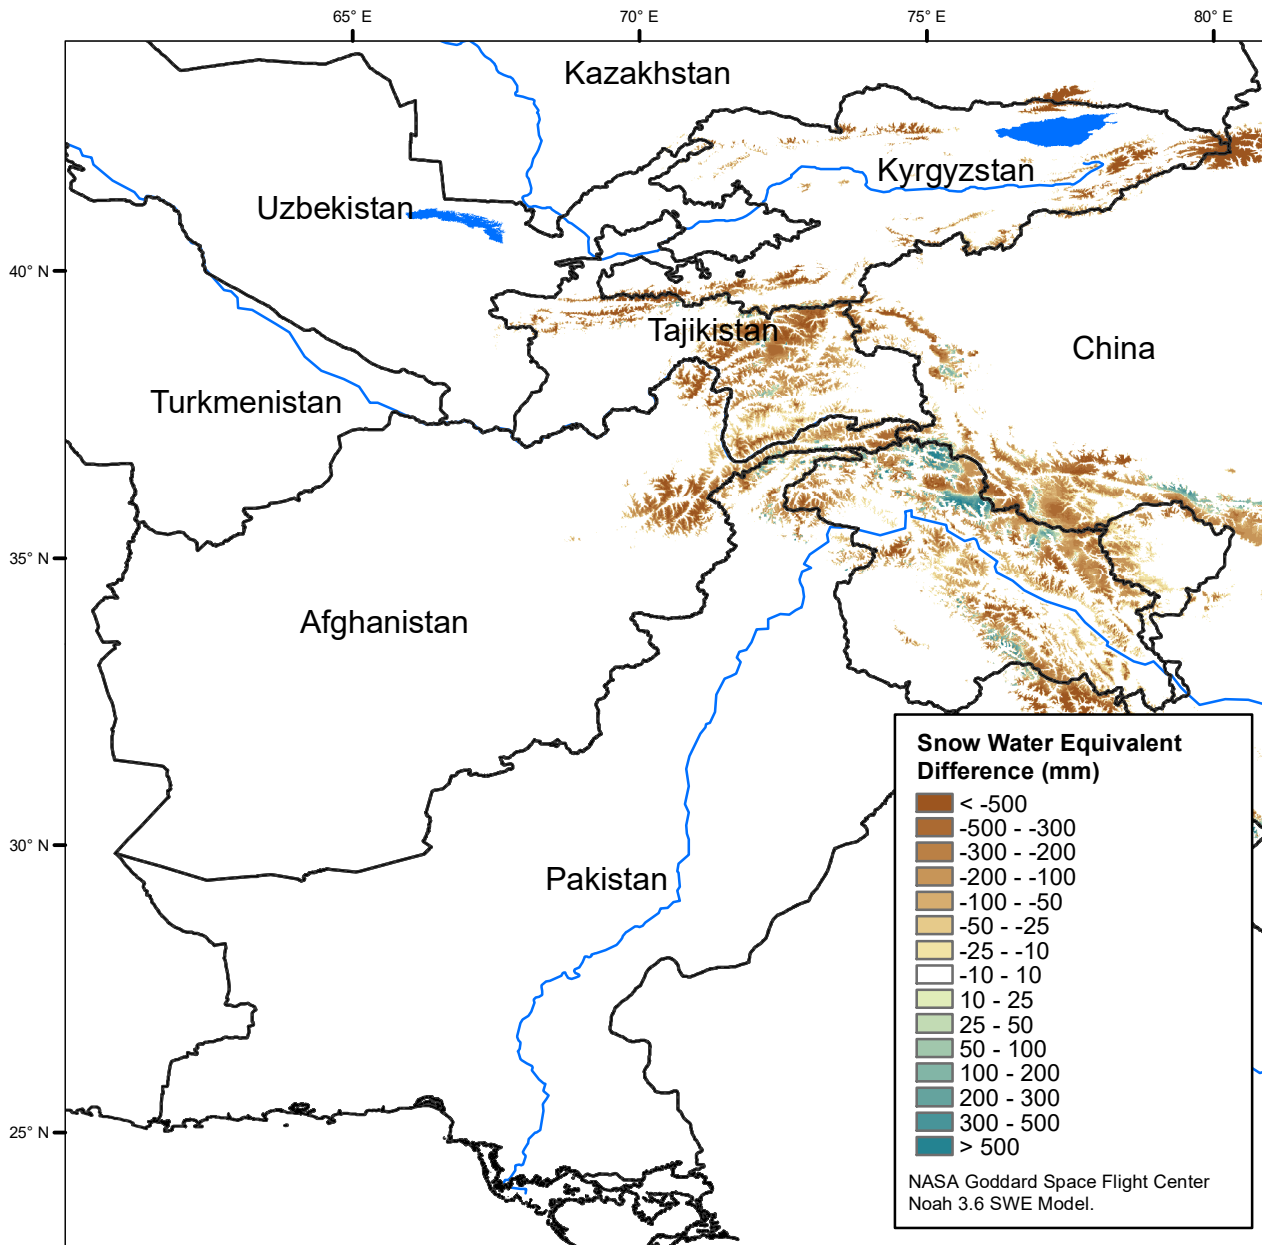 65° E
70° E
75° E
80° E
Kazakhstan
Kyrgyzstan
Uzbekistan
40° N
Tajikistan
China
Turkmenistan
35° N
Afghanistan
30° N
Pakistan
25° N
Snow Water Equivalent
Difference (mm)
< -500
-500 - -300
-300 - -200
-200 - -100
-100 - -50
-50 - -25
-25 - -10
-10 - 10
10 - 25
25 - 50
50 - 100
100 - 200
200 - 300
300 - 500
> 500
NASA Goddard Space Flight Center
Noah 3.6 SWE Model.